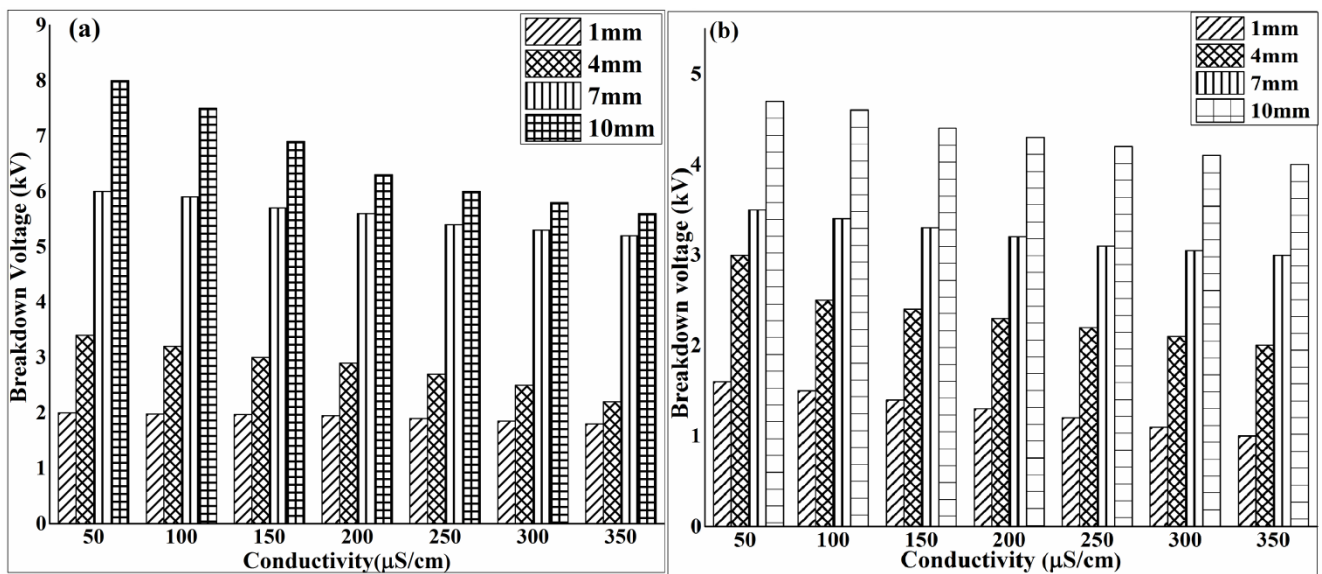 (a)
1mm
4mm
7mm
10mm
Breakdown Voltage (kV)
9
8
7
6
5
4
3
2
1
0
50 100 150 200 250 300 350
Conductivity(μS/cm)
(b)
1mm
4mm
7mm
10mm
Breakdown voltage (kV)
5
4
3
2
1
0
50 100 150 200 250 300 350
Conductivity (μS/cm)